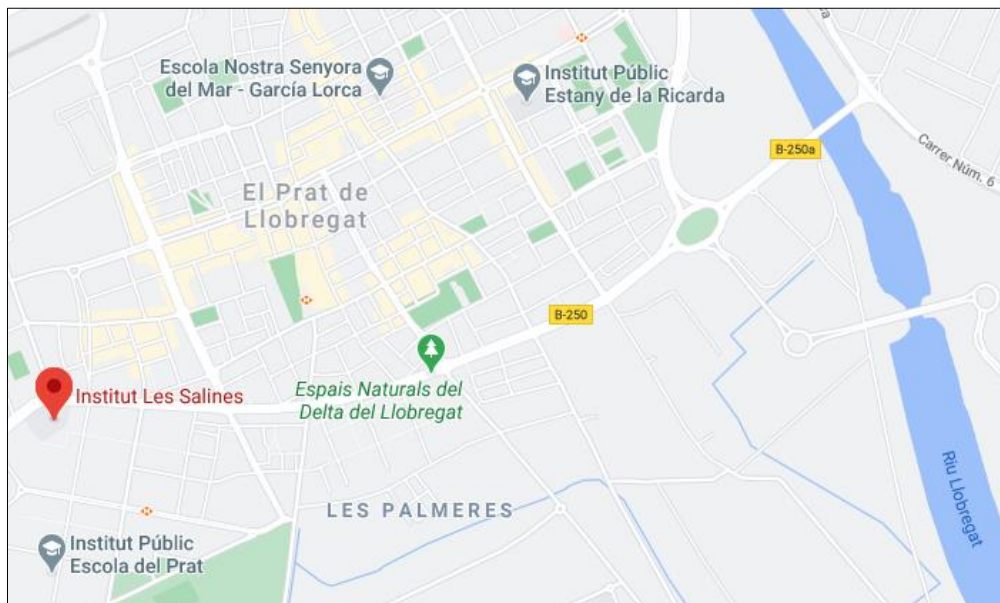 Escola Nostra Senyora
del Mar - García Lorca
Institut Públic
Estany de la Ricarda
B-250a
Carrer Núm. 6
El Prat de
Llobregat
B-250
Espais Naturals del
Delta del Llobregat
Institut Les Salines
LES PALMERES
Riu Llobregat
Institut Públic
Escola del Prat